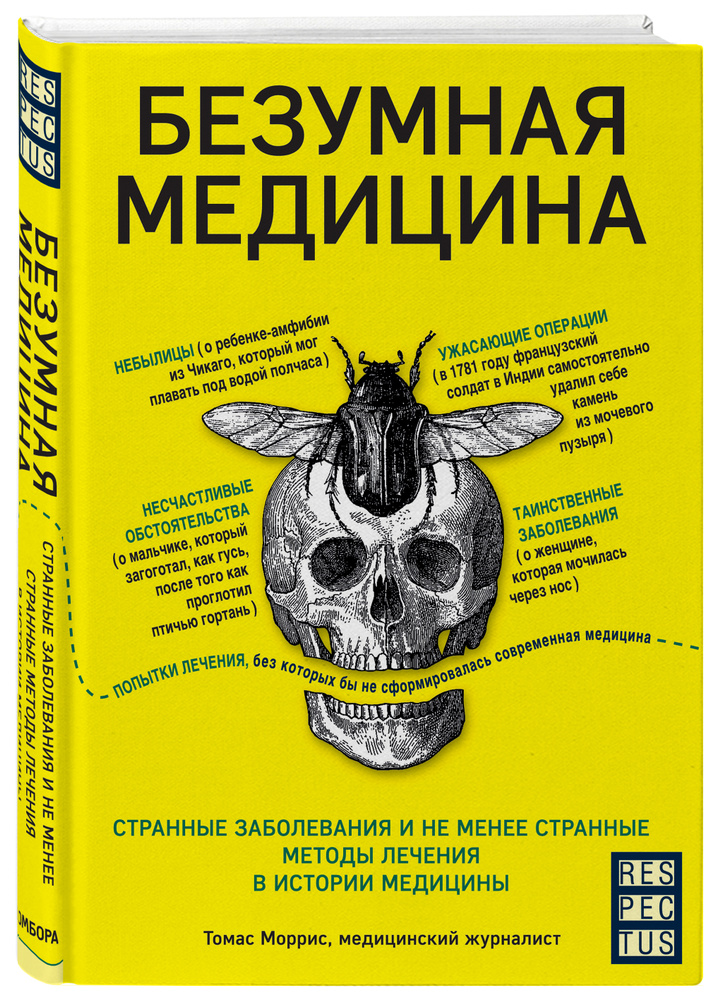 БЕЗУМНАЯ
МЕДИЦИНА
НЕБЫЛИЦЫ (о ребенке-амфибии
из Чикаго, который мог
плавать под водой полчаса)
УЖАСАЮЩИЕ ОПЕРАЦИИ
(в 1781 году французский
солдат в Индии самостоятельно
удалил себе
камень
из мочевого
пузыря)
НЕСЧАСТЛИВЫЕ
ОБСТОЯТЕЛЬСТВА
(о мальчике, который
загоготал, как гусь,
после того как
проглотил
птичью гортань)
ТАИНСТВЕННЫЕ
ЗАБОЛЕВАНИЯ
(о женщине,
которая мочилась
через нос)
ПОПЫТКИ ЛЕЧЕНИЯ, без которых бы не сформировалась современная медицина
СТРАННЫЕ ЗАБОЛЕВАНИЯ И НЕ МЕНЕЕ СТРАННЫЕ
МЕТОДЫ ЛЕЧЕНИЯ
В ИСТОРИИ МЕДИЦИНЫ
Томас Моррис, медицинский журналист
RES
PEC
TUS
RES
PEC
TUS
БЕЗУМНАЯ
МЕДИЦИНА
СТРАННЫЕ ЗАБОЛЕВАНИЯ И НЕ МЕНЕЕ
СТРАННЫЕ МЕТОДЫ ЛЕЧЕНИЯ
В ИСТОРИИ МЕДИЦИНЫ
ОМБОРА